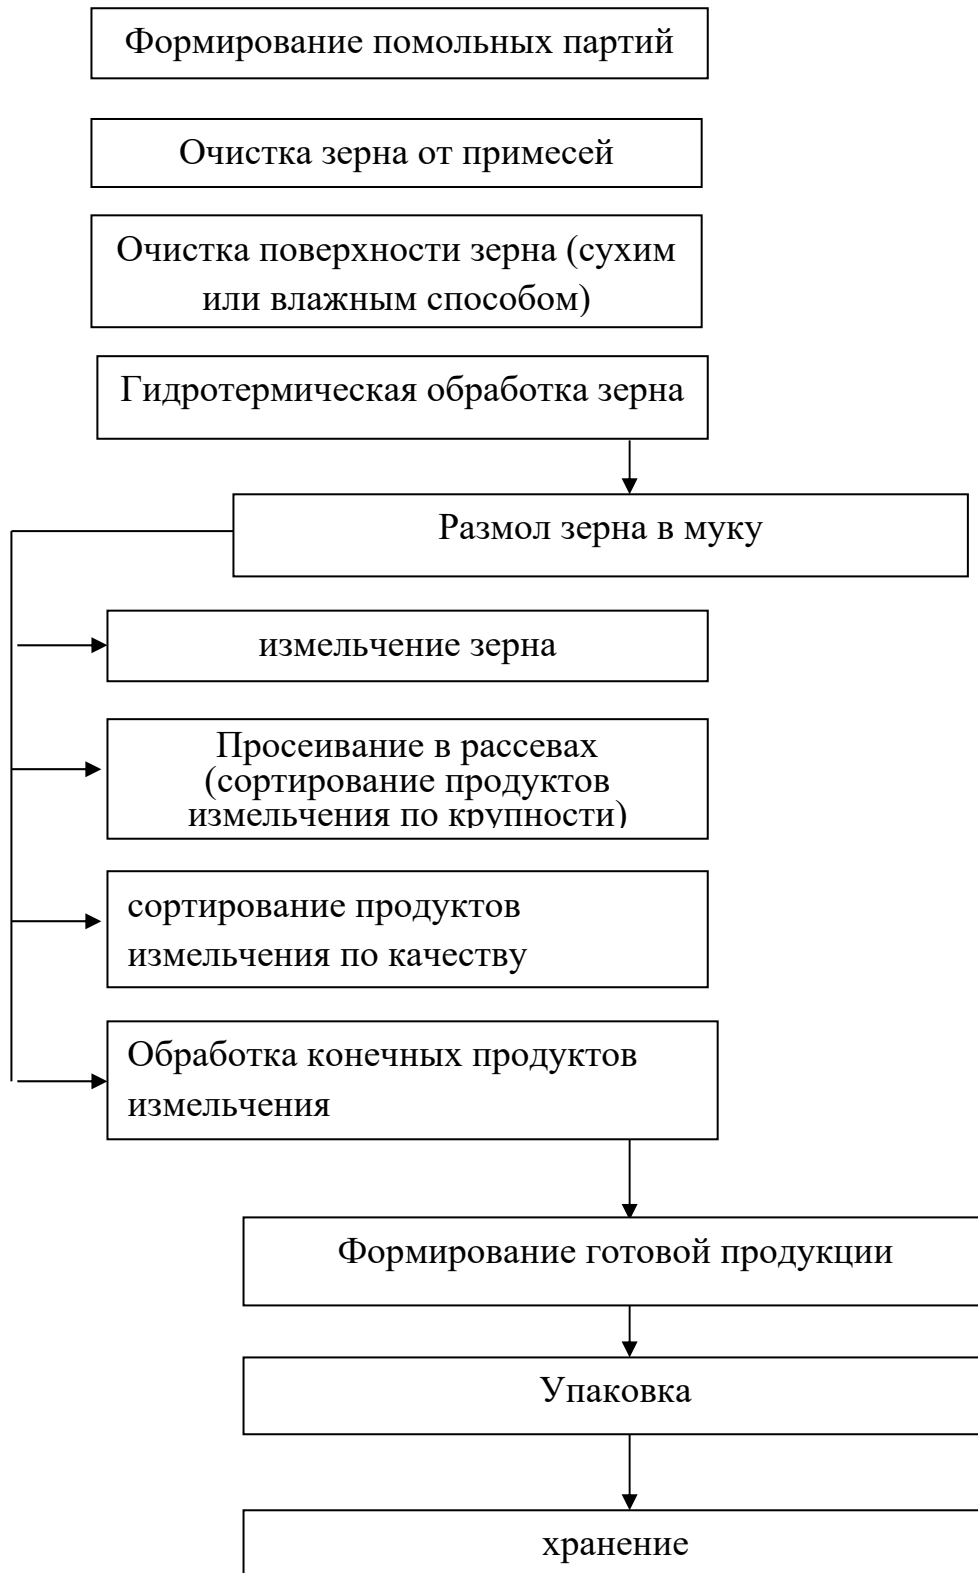 Формирование помольных партий
Очистка зерна от примесей
Очистка поверхности зерна (сухим
или влажным способом)
Гидротермическая обработка зерна
Размол зерна в муку
измельчение зерна
Просеивание в рассевах
(сортирование продуктов
измельчения по крупности)
сортирование продуктов
измельчения по качеству
Обработка конечных продуктов
измельчения
Формирование готовой продукции
Упаковка
хранение